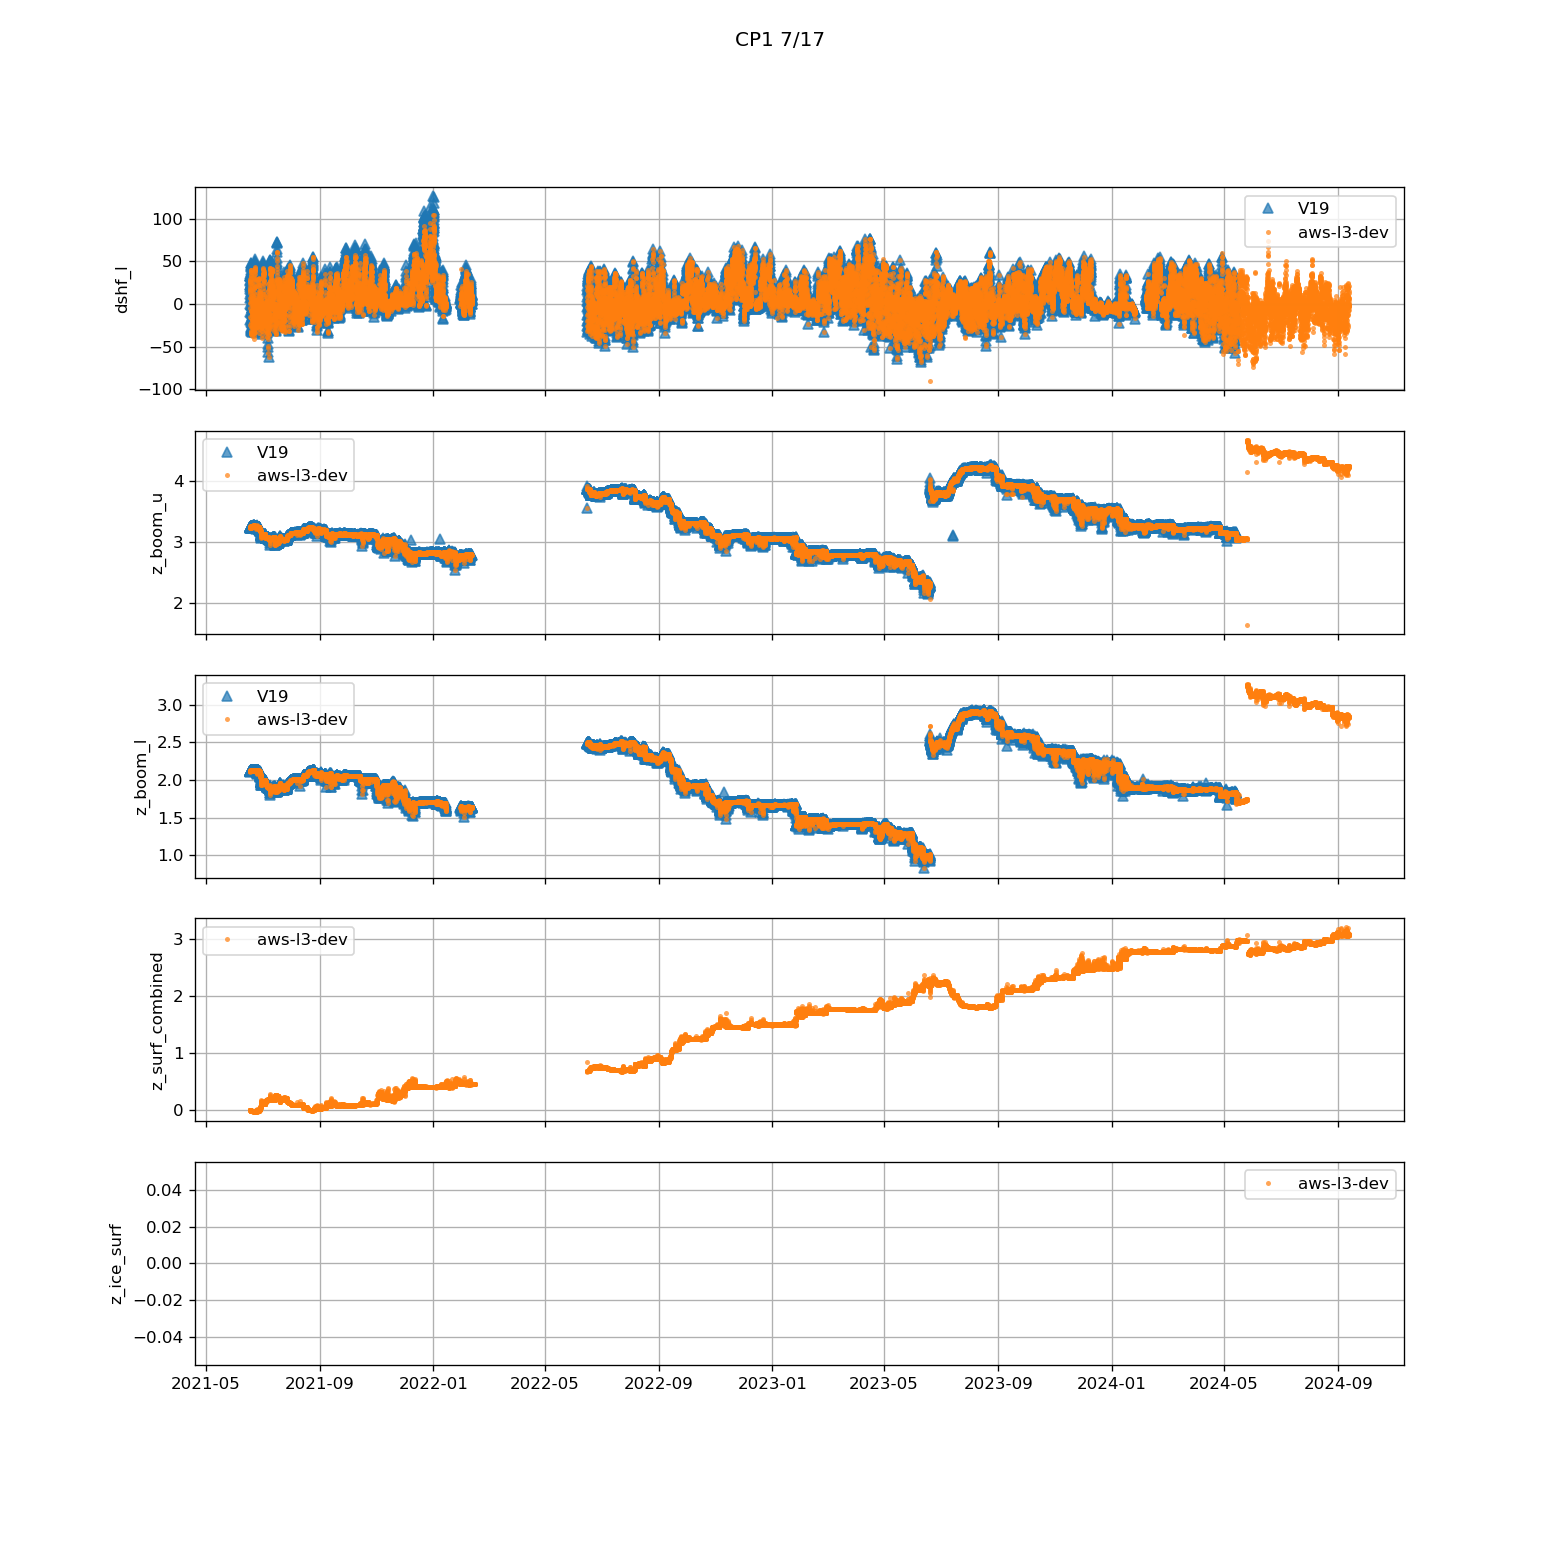 CP1 7/17
dshf_l
100
50
0
−50
−100
V19
aws-l3-dev
z_boom_u
4
3
2
V19
aws-l3-dev
z_boom_l
3.0
2.5
2.0
1.5
1.0
V19
aws-l3-dev
z_surf_combined
3
2
1
0
aws-l3-dev
z_ice_surf
0.04
0.02
0.00
−0.02
−0.04
aws-l3-dev
2021-05 2021-09 2022-01 2022-05 2022-09 2023-01 2023-05 2023-09 2024-01 2024-05 2024-09